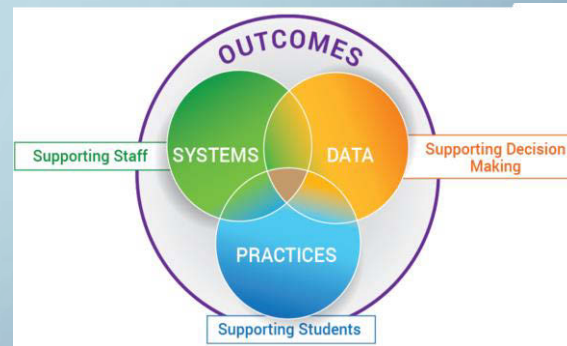 OUTCOMES
Supporting Staff
SYSTEMS
DATA
Supporting Decision
Making
PRACTICES
Supporting Students